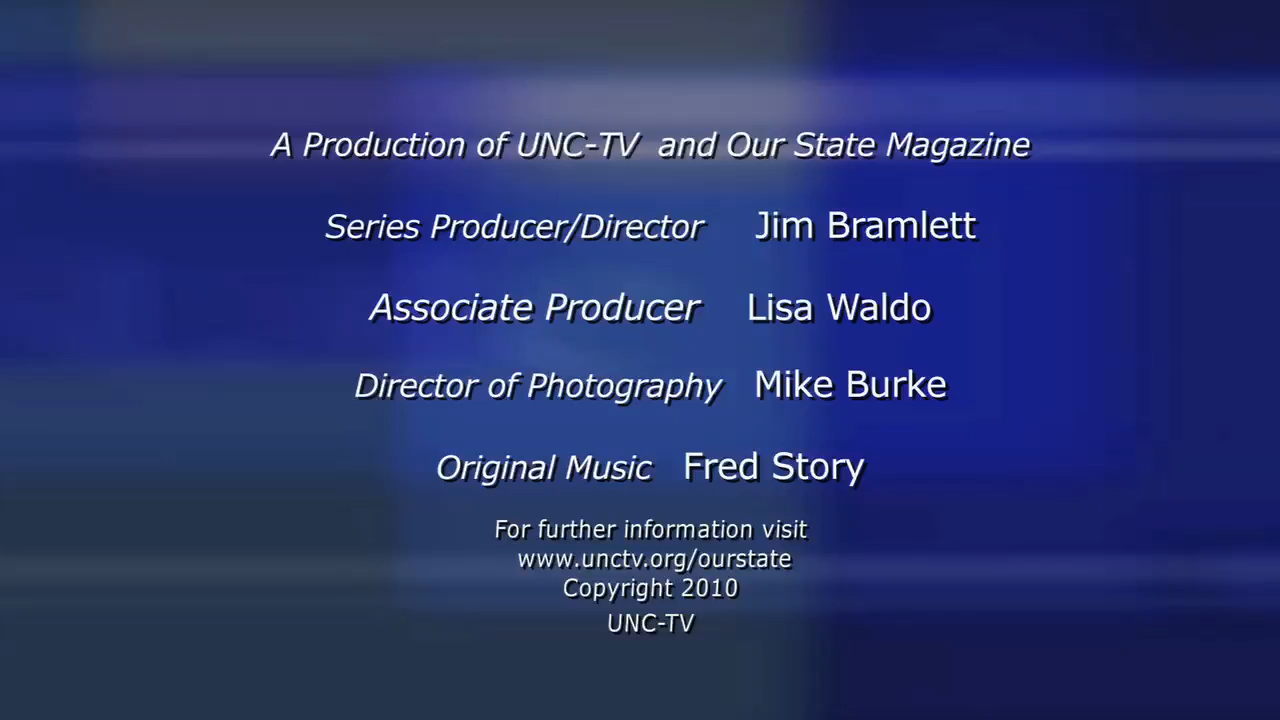 A Production of UNC-TV and Our State Magazine
Series Producer/Director Jim Bramlett
Associate Producer Lisa Waldo
Director of Photography Mike Burke
Original Music Fred Story
For further information visit
www.unctv.org/ourstate
Copyright 2010
UNC-TV